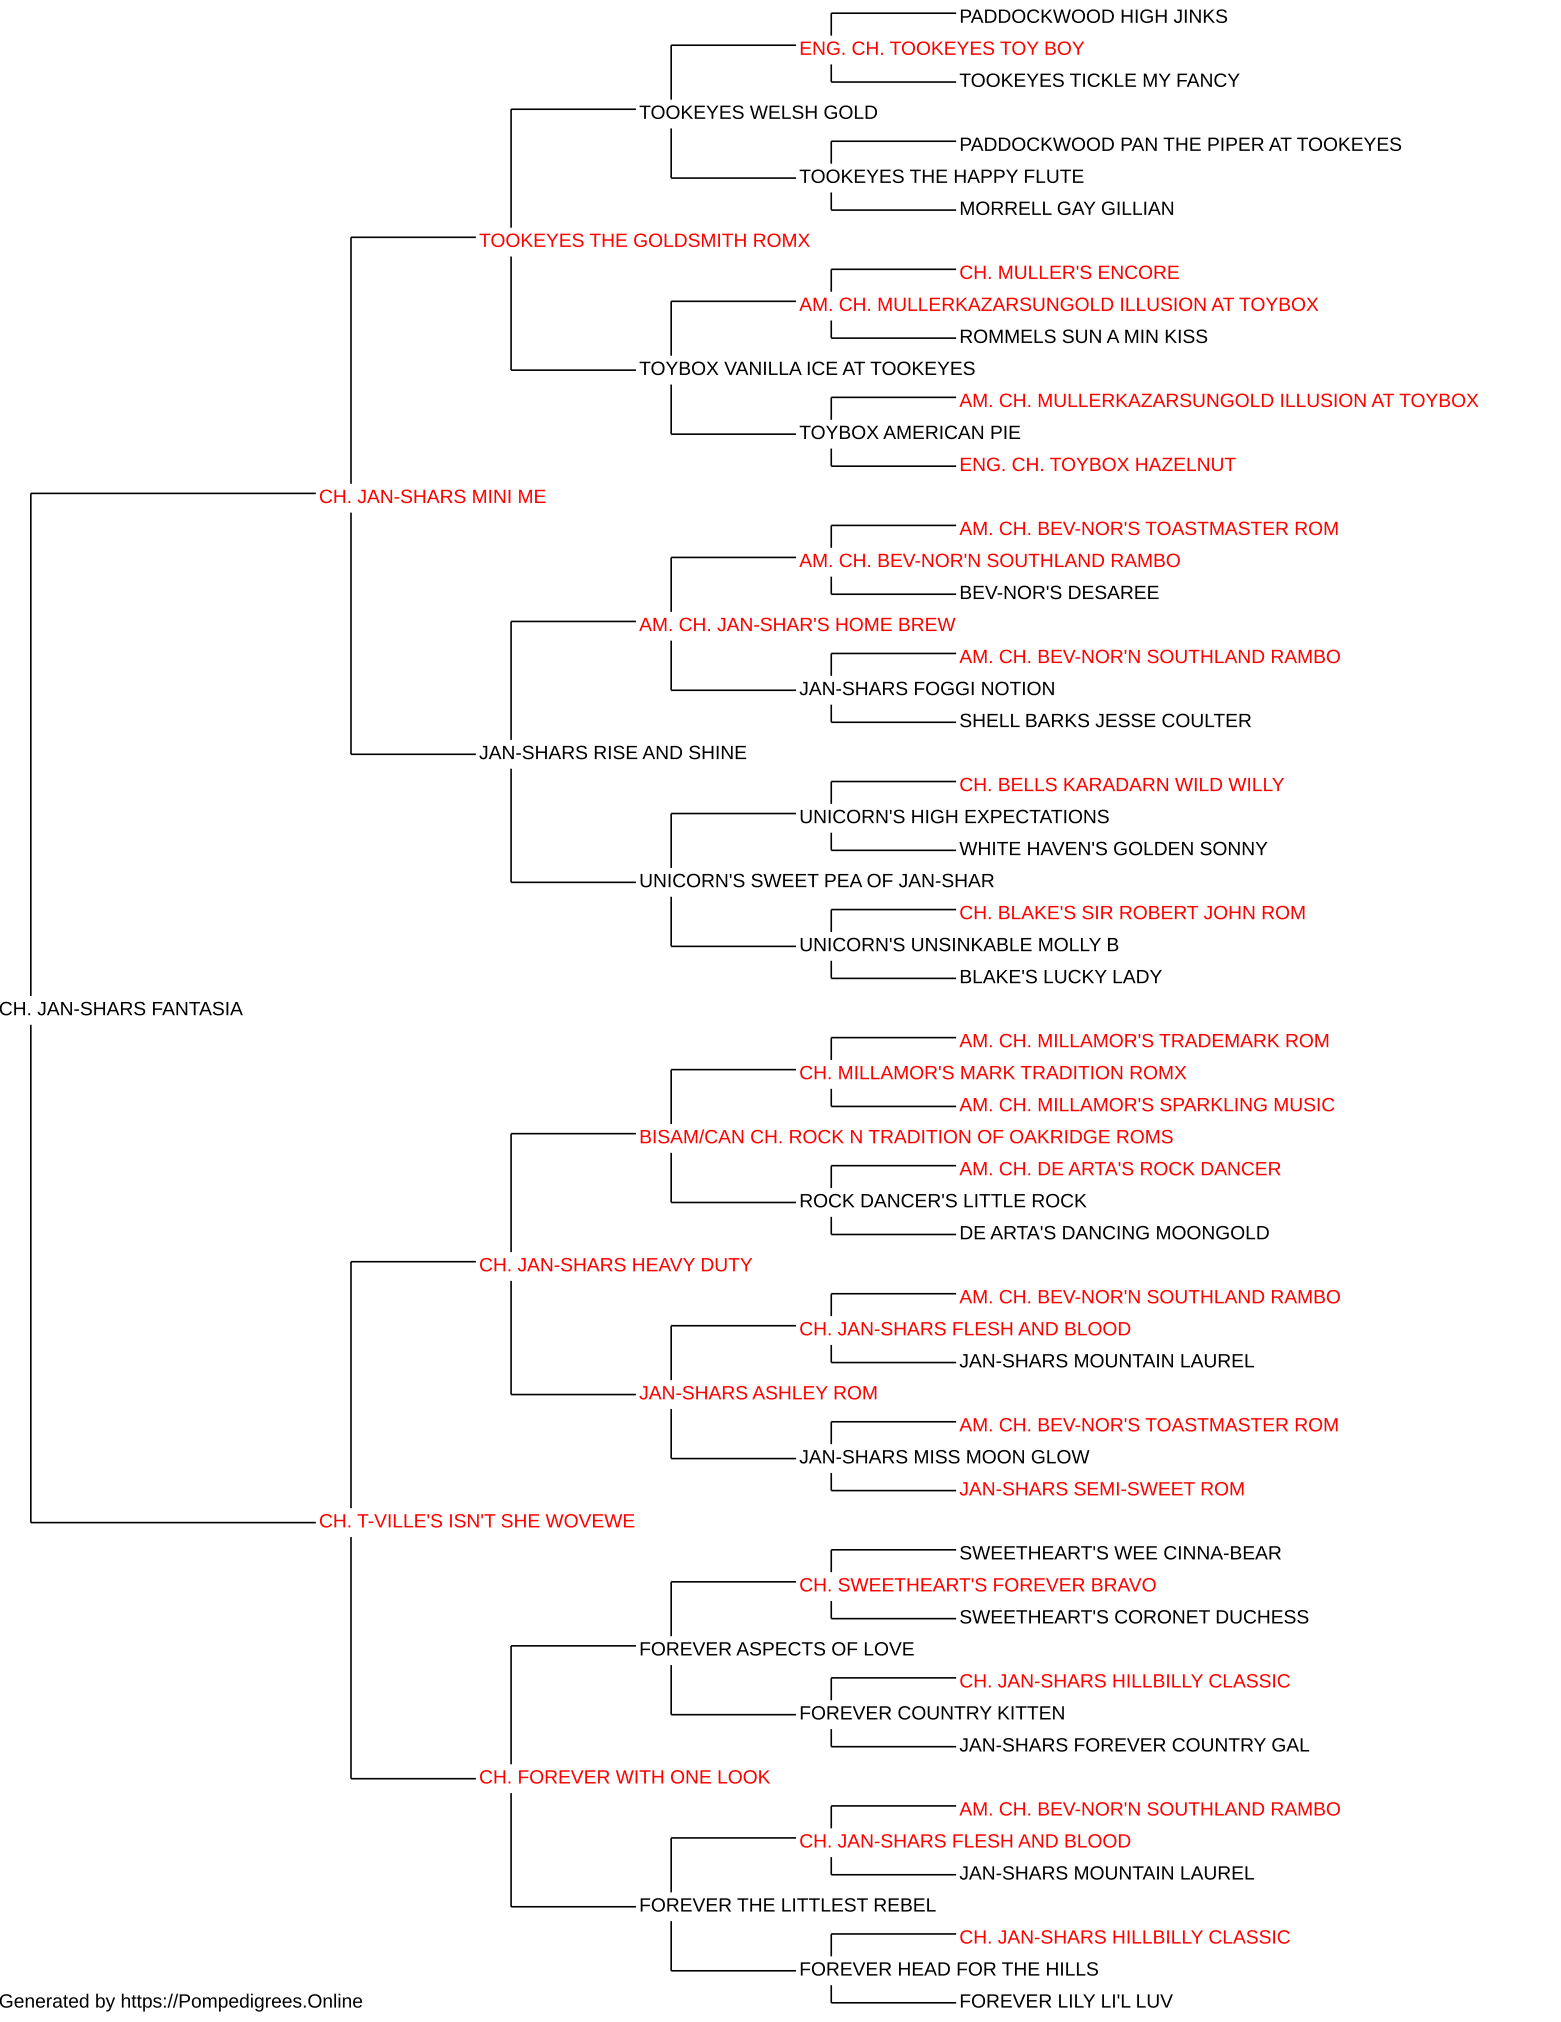 PADDOCKWOOD HIGH JINKS
ENG. CH. TOOKEYES TOY BOY
TOOKEYES TICKLE MY FANCY
TOOKEYES WELSH GOLD
PADDOCKWOOD PAN THE PIPER AT TOOKEYES
TOOKEYES THE HAPPY FLUTE
MORRELL GAY GILLIAN
TOOKEYES THE GOLDSMITH ROMX
CH. MULLER'S ENCORE
AM. CH. MULLERKAZARSUNGOLD ILLUSION AT TOYBOX
ROMMELS SUN A MIN KISS
TOYBOX VANILLA ICE AT TOOKEYES
AM. CH. MULLERKAZARSUNGOLD ILLUSION AT TOYBOX
TOYBOX AMERICAN PIE
ENG. CH. TOYBOX HAZELNUT
CH. JAN-SHARS MINI ME
AM. CH. BEV-NOR'S TOASTMASTER ROM
AM. CH. BEV-NOR'N SOUTHLAND RAMBO
BEV-NOR'S DESAREE
AM. CH. JAN-SHAR'S HOME BREW
AM. CH. BEV-NOR'N SOUTHLAND RAMBO
JAN-SHARS FOGGI NOTION
SHELL BARKS JESSE COULTER
JAN-SHARS RISE AND SHINE
CH. BELLS KARADARN WILD WILLY
UNICORN'S HIGH EXPECTATIONS
WHITE HAVEN'S GOLDEN SONNY
UNICORN'S SWEET PEA OF JAN-SHAR
CH. BLAKE'S SIR ROBERT JOHN ROM
UNICORN'S UNSINKABLE MOLLY B
BLAKE'S LUCKY LADY
CH. JAN-SHARS FANTASIA
AM. CH. MILLAMOR'S TRADEMARK ROM
CH. MILLAMOR'S MARK TRADITION ROMX
AM. CH. MILLAMOR'S SPARKLING MUSIC
BISAM/CAN CH. ROCK N TRADITION OF OAKRIDGE ROMS
AM. CH. DE ARTA'S ROCK DANCER
ROCK DANCER'S LITTLE ROCK
DE ARTA'S DANCING MOONGOLD
CH. JAN-SHARS HEAVY DUTY
AM. CH. BEV-NOR'N SOUTHLAND RAMBO
CH. JAN-SHARS FLESH AND BLOOD
JAN-SHARS MOUNTAIN LAUREL
JAN-SHARS ASHLEY ROM
AM. CH. BEV-NOR'S TOASTMASTER ROM
JAN-SHARS MISS MOON GLOW
JAN-SHARS SEMI-SWEET ROM
CH. T-VILLE'S ISN'T SHE WOVEWE
SWEETHEART'S WEE CINNA-BEAR
CH. SWEETHEART'S FOREVER BRAVO
SWEETHEART'S CORONET DUCHESS
FOREVER ASPECTS OF LOVE
CH. JAN-SHARS HILLBILLY CLASSIC
FOREVER COUNTRY KITTEN
JAN-SHARS FOREVER COUNTRY GAL
CH. FOREVER WITH ONE LOOK
AM. CH. BEV-NOR'N SOUTHLAND RAMBO
CH. JAN-SHARS FLESH AND BLOOD
JAN-SHARS MOUNTAIN LAUREL
FOREVER THE LITTLEST REBEL
CH. JAN-SHARS HILLBILLY CLASSIC
FOREVER HEAD FOR THE HILLS
FOREVER LILY LI'L LUV
Generated by https://Pompedigrees.Online